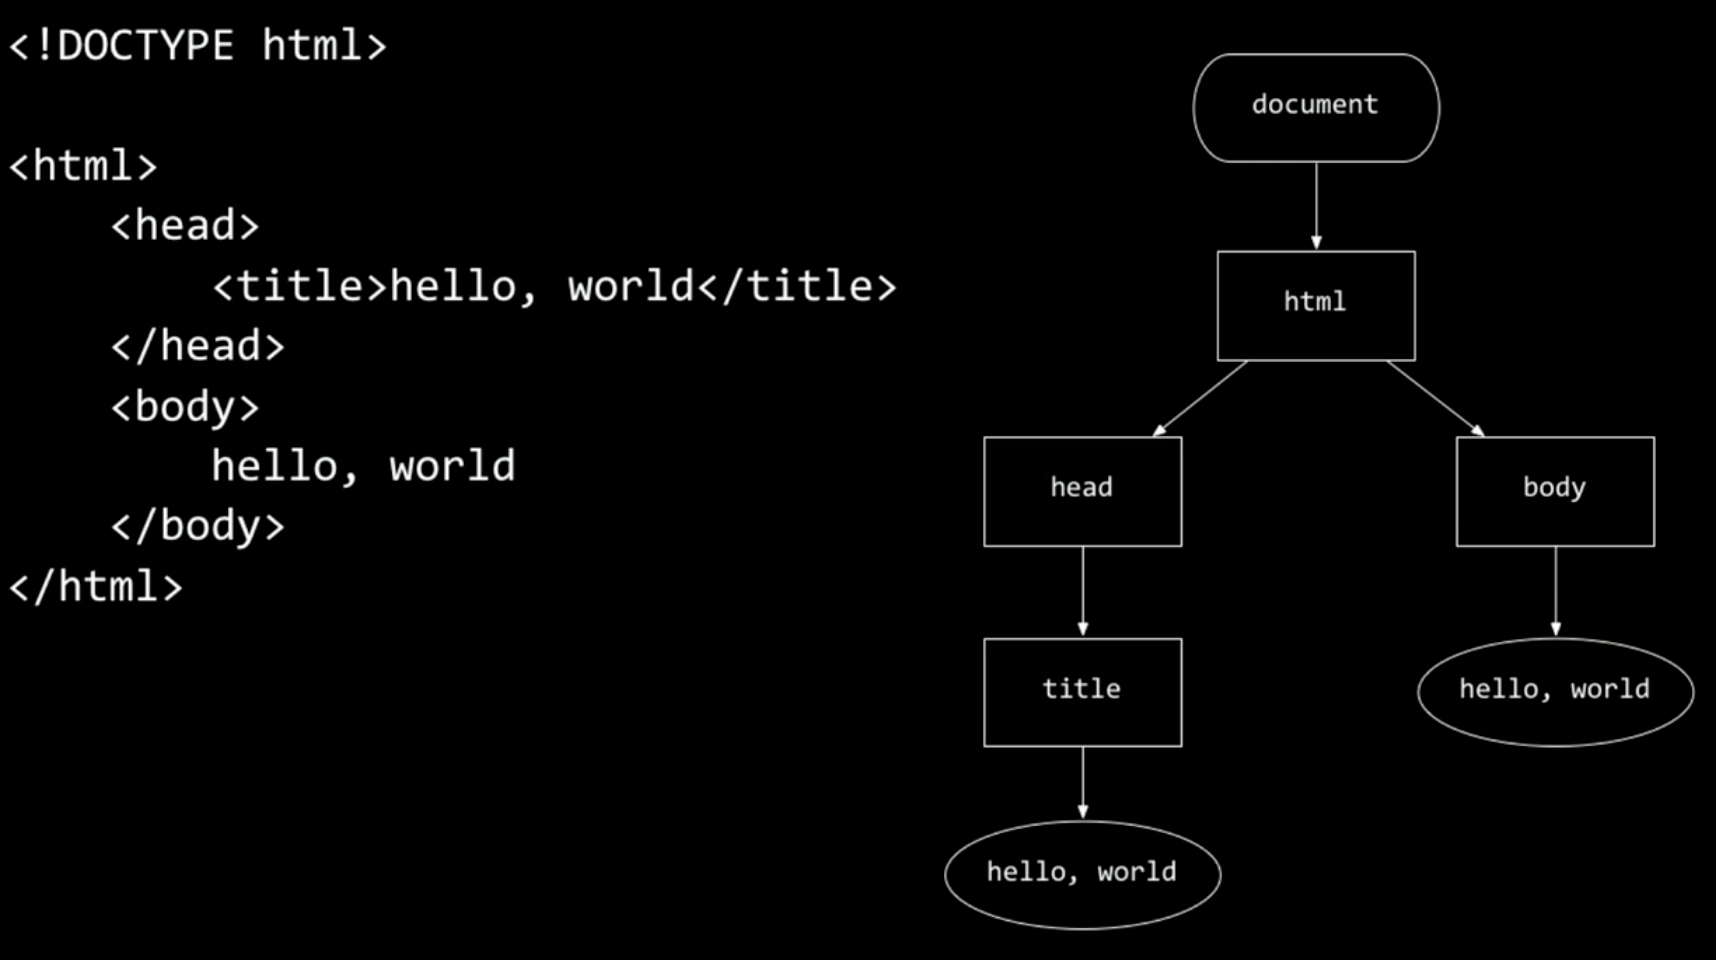 <!DOCTYPE html>
<html>
<head>
<title>hello, world</title>
</head>
<body>
hello, world
</body>
</html>
document
html
head
body
title
hello, world
hello, world